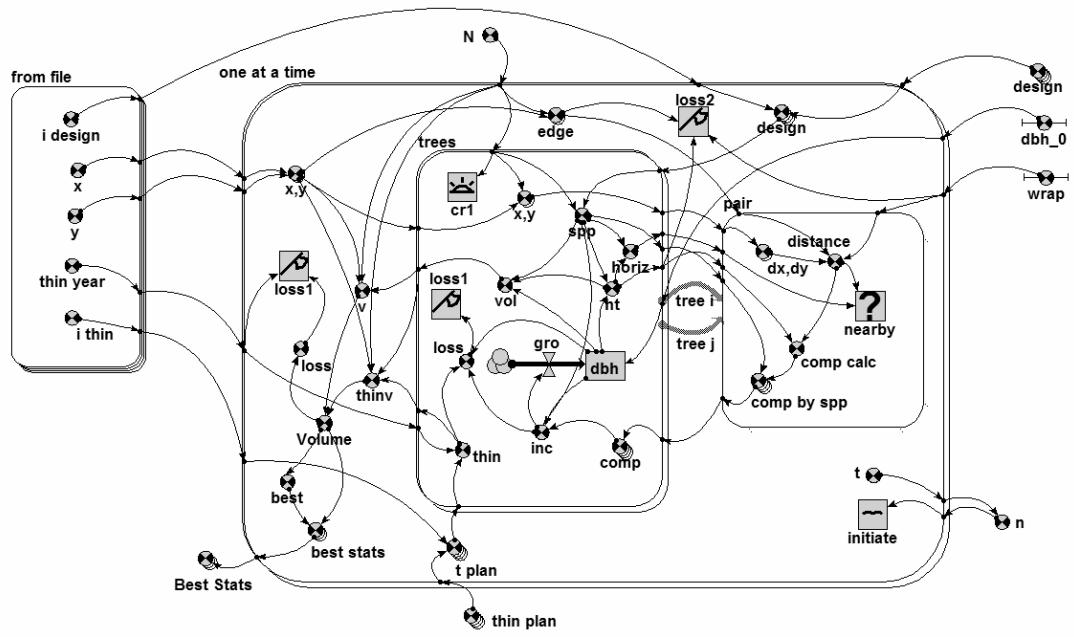 from file
i design
x
y
thin year
i thin
one at a time
N
edge
loss2
design
design
dbh_0
wrap
trees
x,y
cr1
x,y
spp
horiz
pair
distance
dx,dy
nearby
loss1
v
vol
loss1
ht
tree i
tree j
gro
dbh
loss
loss
thinv
comp calc
comp by spp
Volume
thin
inc
comp
best
best stats
t
initiate
n
Best Stats
t plan
thin plan
?